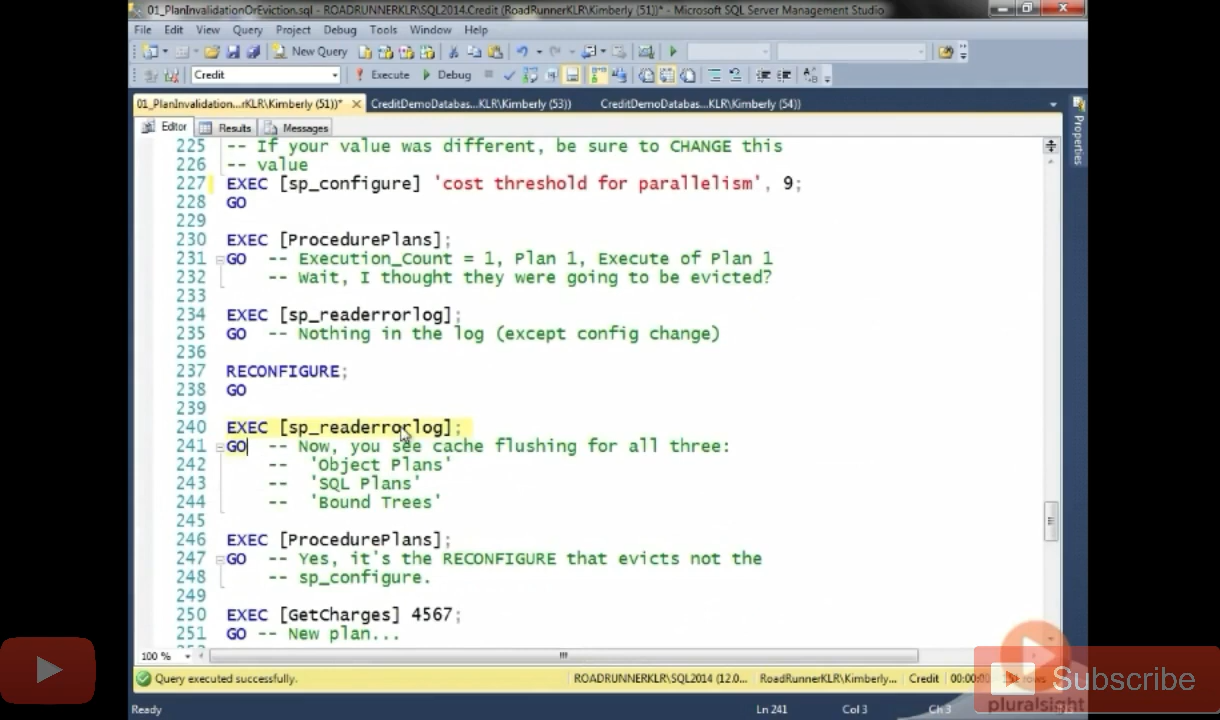 01_PlanInvalidationOrEviction.sql - ROADRUNNERKLR\SQL2014.Credit (RoadRunnerKLR\Kimberly (51))* - Microsoft SQL Server Management Studio
File Edit View Query Project Debug Tools Window Help
New Query
Credit Execute Debug
01_PlanInvalidation...rKLR\Kimberly (51))* CreditDemoDatabas...KLR\Kimberly (53)) CreditDemoDatabas...KLR\Kimberly (54))
Properties
Editor Results Messages
225 -- If your value was different, be sure to CHANGE this
226 -- value
227 EXEC [sp_configure] 'cost threshold for parallelism', 9;
228 GO
229
230 EXEC [ProcedurePlans];
231 GO -- Execution_Count = 1, Plan 1, Execute of Plan 1
232 -- Wait, I thought they were going to be evicted?
233
234 EXEC [sp_readerrorlog];
235 GO -- Nothing in the log (except config change)
236
237 RECONFIGURE;
238 GO
239
240 EXEC [sp_readerrorlog];
241 GO -- Now, you see cache flushing for all three:
242 -- 'Object Plans'
243 -- 'SQL Plans'
244 -- 'Bound Trees'
245
246 EXEC [ProcedurePlans];
247 GO -- Yes, it's the RECONFIGURE that evicts not the
248 -- sp_configure.
249
250 EXEC [GetCharges] 4567;
251 GO -- New plan...
100 %
Query executed successfully. ROADRUNNERKLR\SQL2014 (12.0... RoadRunnerKLR\Kimberly... Credit 00:00:0 rows
Subscribe
pluralsight
Ready Ln 241 Col 3 Ch 3